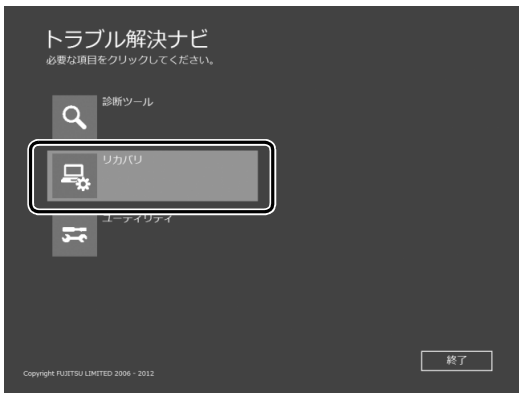 トラブル解決ナビ
必要な項目をクリックしてください。
診断ツール
リカバリ
ユーティリティ
終了
Copyright FUJITSU LIMITED 2006 - 2012